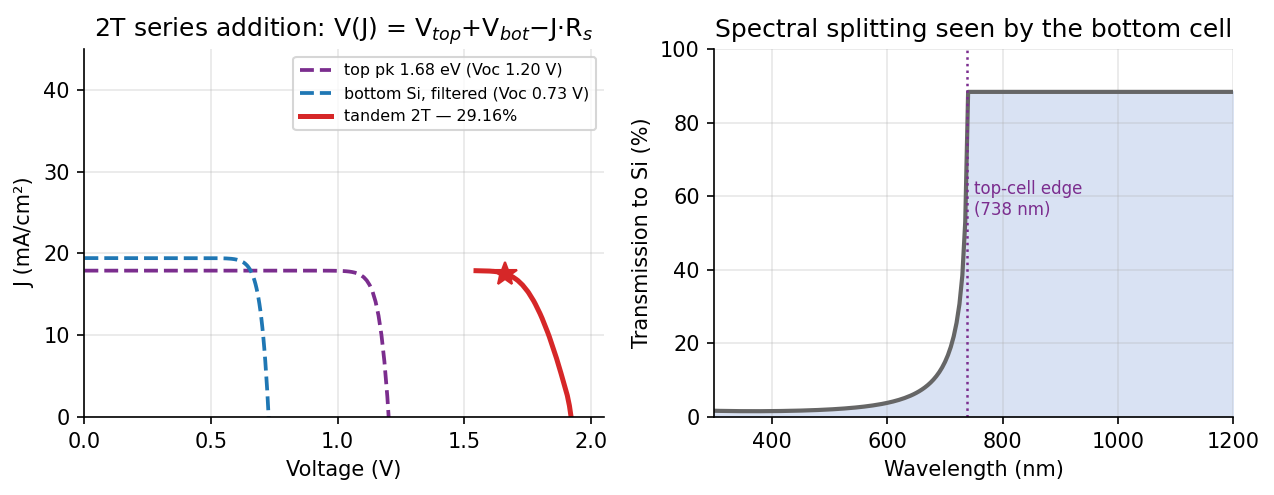 2T series addition: V(J) = V_top+V_bot−J·R_s
J (mA/cm²)
40
30
20
10
0
top pk 1.68 eV (Voc 1.20 V)
bottom Si, filtered (Voc 0.73 V)
tandem 2T — 29.16%
0.0 0.5 1.0 1.5 2.0
Voltage (V)
Spectral splitting seen by the bottom cell
Transmission to Si (%)
100
80
60
40
20
0
top-cell edge
(738 nm)
400 600 800 1000 1200
Wavelength (nm)